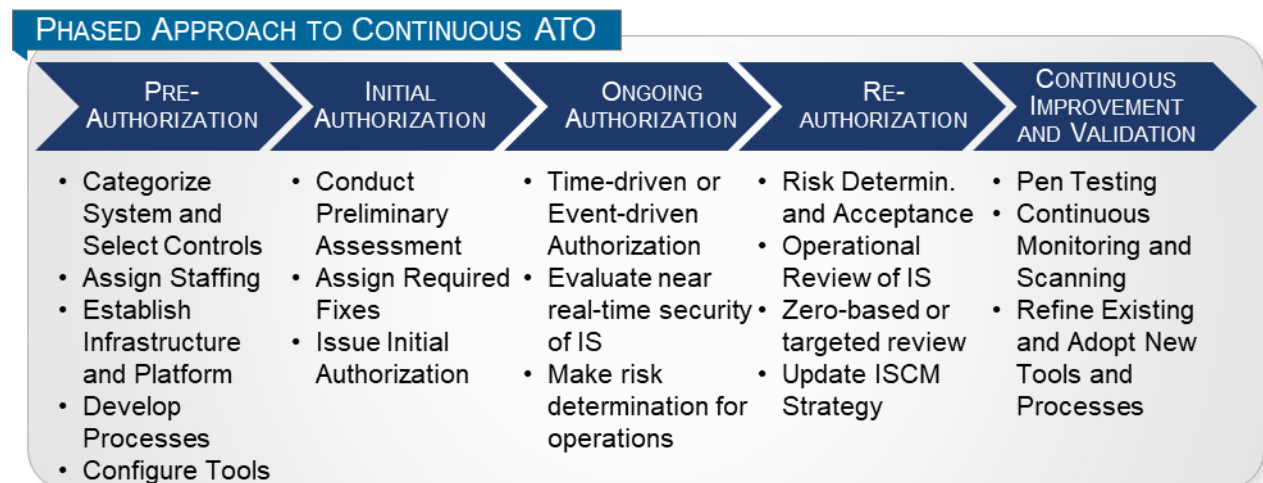 PHASED APPROACH TO CONTINUOUS ATO
PRE-
AUTHORIZATION
• Categorize
System and
Select Controls
• Assign Staffing
• Establish
Infrastructure
and Platform
• Develop
Processes
• Configure Tools
INITIAL
AUTHORIZATION
• Conduct
Preliminary
Assessment
• Assign Required
Fixes
• Issue Initial
Authorization
ONGOING
AUTHORIZATION
• Time-driven or
Event-driven
Authorization
• Evaluate near
real-time security
of IS
• Make risk
determination for
operations
RE-
AUTHORIZATION
• Risk Determin.
and Acceptance
• Operational
Review of IS
• Zero-based or
targeted review
• Update ISCM
Strategy
CONTINUOUS
IMPROVEMENT
AND VALIDATION
• Pen Testing
• Continuous
Monitoring and
Scanning
• Refine Existing
and Adopt New
Tools and
Processes